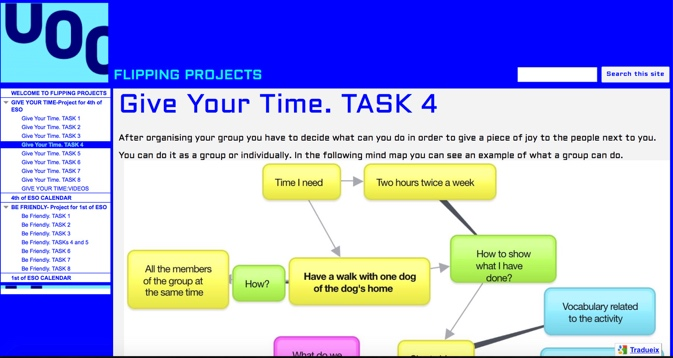 UOC
FLIPPING PROJECTS
Search this site
WELCOME TO FLIPPING PROJECTS
GIVE YOUR TIME-Project for 4th of
ESO
Give Your Time. TASK 1
Give Your Time. TASK 2
Give Your Time. TASK 3
Give Your Time. TASK 4
Give Your Time. TASK 5
Give Your Time. TASK 6
Give Your Time. TASK 7
Give Your Time. TASK 8
GIVE YOUR TIME:VIDEOS
4th of ESO CALENDAR
BE FRIENDLY- Project for 1st of ESO
Be Friendly. TASK 1
Be Friendly. TASK 2
Be Friendly. TASK 3
Be Friendly. TASKs 4 and 5
Be Friendly. TASK 6
Be Friendly. TASK 7
Be Friendly. TASK 8
1st of ESO CALENDAR
Give Your Time. TASK 4
After organising your group you have to decide what can you do in order to give a piece of joy to the people next to you.
You can do it as a group or individually. In the following mind map you can see an example of what a group can do.
Time I need
Two hours twice a week
How to show
what I have
done?
All the members
of the group at
the same time
How?
Have a walk with one dog
of the dog's home
Vocabulary related
to the activity
What do we
Tradueix